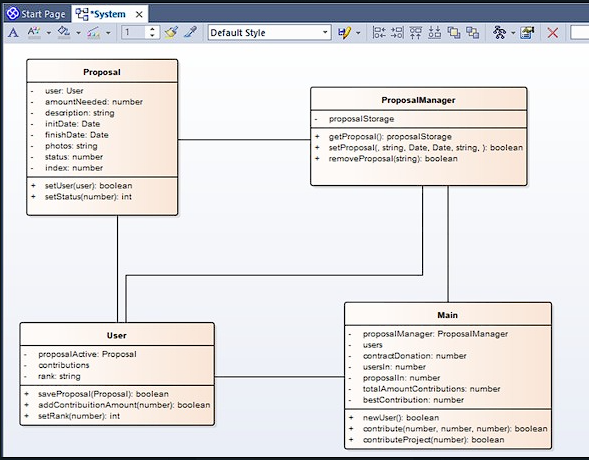 Start Page
*System
1
Default Style
Proposal
- user: User
- amountNeeded: number
- description: string
- initDate: Date
- finishDate: Date
- photos: string
- status: number
- index: number
+ setUser(user): boolean
+ setStatus(number): int
ProposalManager
- proposalStorage
+ getProposal(): proposalStorage
+ setProposal(, string, Date, Date, string, ): boolean
+ removeProposal(string): boolean
User
- proposalActive: Proposal
- contributions
- rank: string
+ saveProposal(Proposal): boolean
+ addContribuitionAmount(number): boolean
+ setRank(number): int
Main
- proposalManager: ProposalManager
- users
- contractDonation: number
- usersIn: number
- proposalIn: number
- totalAmountContributions: number
- bestContribution: number
+ newUser(): boolean
+ contribute(number, number, number): boolean
+ contributeProject(number): boolean